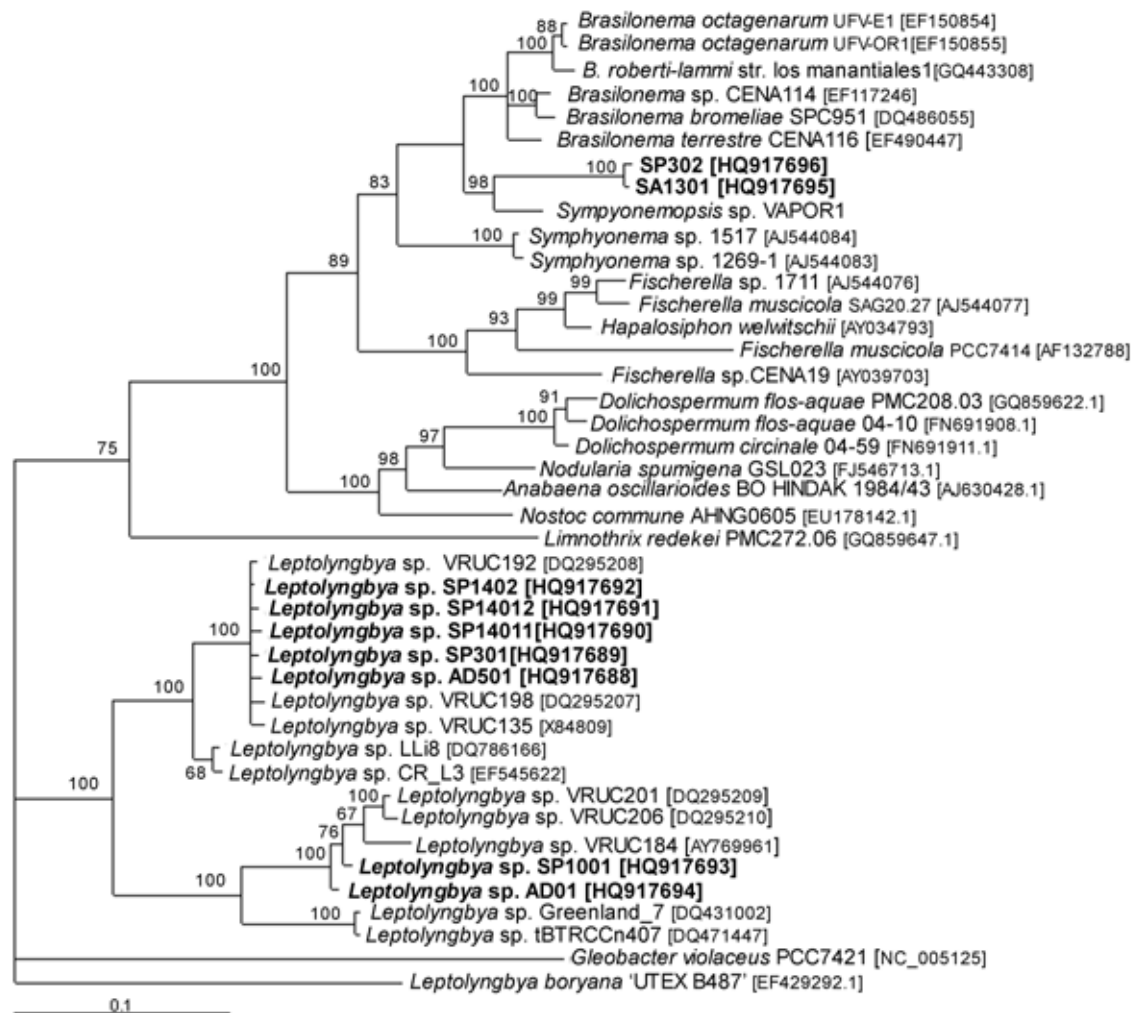 88
Brasilonema octagenarum UFV-E1 [EF150854]
Brasilonema octagenarum UFV-OR1[EF150855]
100
B. roberti-lammi str. los manantiales1[GQ443308]
100
100
Brasilonema sp. CENA114 [EF117246]
Brasilonema bromeliae SPC951 [DQ486055]
Brasilonema terrestre CENA116 [EF490447]
100
SP302 [HQ917696]
SA1301 [HQ917695]
83
98
Sympyonemopsis sp. VAPOR1
100
Symphyonema sp. 1517 [AJ544084]
Symphyonema sp. 1269-1 [AJ544083]
89
99
Fischerella sp. 1711 [AJ544076]
99
Fischerella muscicola SAG20.27 [AJ544077]
93
Hapalosiphon welwitschii [AY034793]
100
Fischerella muscicola PCC7414 [AF132788]
100
Fischerella sp.CENA19 [AY039703]
91
Dolichospermum flos-aquae PMC208.03 [GQ859622.1]
100
Dolichospermum flos-aquae 04-10 [FN691908.1]
97
Dolichospermum circinale 04-59 [FN691911.1]
75
98
Nodularia spumigena GSL023 [FJ546713.1]
100
Anabaena oscillarioides BO HINDAK 1984/43 [AJ630428.1]
Nostoc commune AHNG0605 [EU178142.1]
Limnothrix redekei PMC272.06 [GQ859647.1]
Leptolyngbya sp. VRUC192 [DQ295208]
Leptolyngbya sp. SP1402 [HQ917692]
Leptolyngbya sp. SP14012 [HQ917691]
100
Leptolyngbya sp. SP14011[HQ917690]
Leptolyngbya sp. SP301[HQ917689]
Leptolyngbya sp. AD501 [HQ917688]
100
Leptolyngbya sp. VRUC198 [DQ295207]
Leptolyngbya sp. VRUC135 [X84809]
Leptolyngbya sp. LLi8 [DQ786166]
68
Leptolyngbya sp. CR_L3 [EF545622]
100
100
Leptolyngbya sp. VRUC201 [DQ295209]
67
Leptolyngbya sp. VRUC206 [DQ295210]
76
Leptolyngbya sp. VRUC184 [AY769961]
100
Leptolyngbya sp. SP1001 [HQ917693]
100
Leptolyngbya sp. AD01 [HQ917694]
100
Leptolyngbya sp. Greenland_7 [DQ431002]
Leptolyngbya sp. tBTRCCn407 [DQ471447]
Gleobacter violaceus PCC7421 [NC_005125]
Leptolyngbya boryana 'UTEX B487' [EF429292.1]
0.1